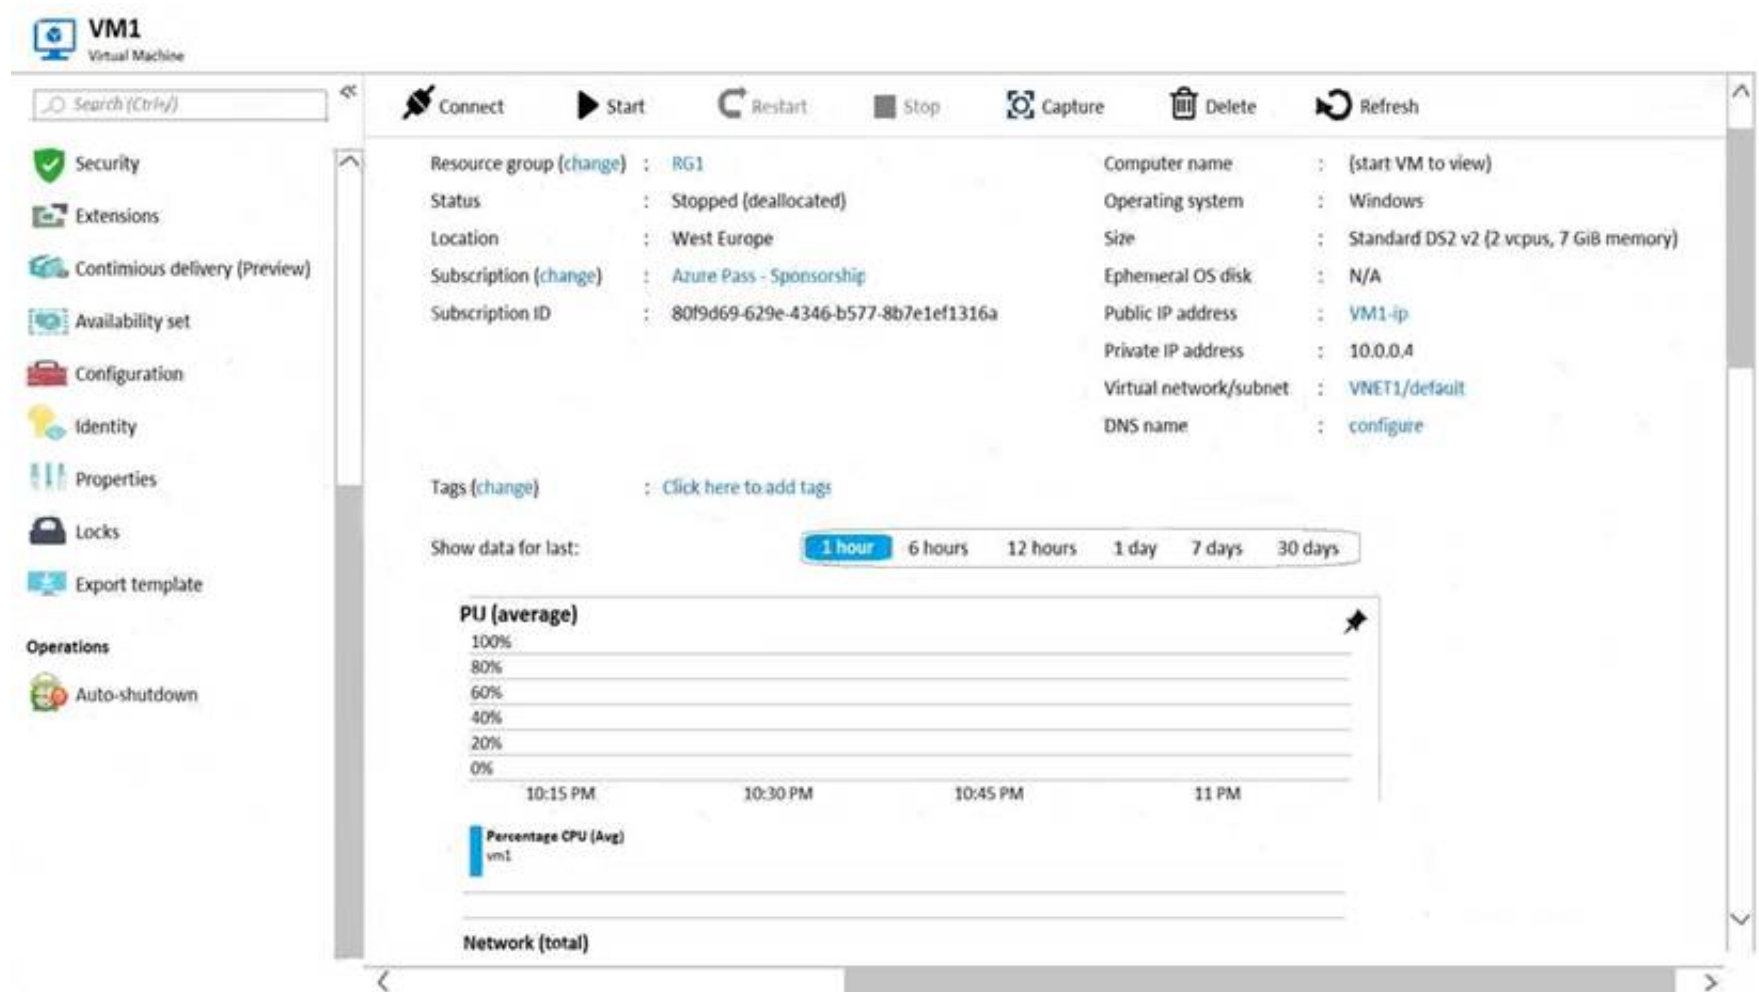 VM1
Virtual Machine
Search (Ctrl+/)
Connect
Start
Restart
Stop
Capture
Delete
Refresh
Security
Extensions
Contimious delivery (Preview)
Availability set
Configuration
Identity
Properties
Locks
Export template
Operations
Auto-shutdown
Resource group (change) : RG1
Status : Stopped (deallocated)
Location : West Europe
Subscription (change) : Azure Pass - Sponsorship
Subscription ID : 80f9d69-629e-4346-b577-8b7e1ef1316a
Computer name : (start VM to view)
Operating system : Windows
Size : Standard DS2 v2 (2 vcpus, 7 GiB memory)
Ephemeral OS disk : N/A
Public IP address : VM1-ip
Private IP address : 10.0.0.4
Virtual network/subnet : VNET1/default
DNS name : configure
Tags (change) : Click here to add tags
Show data for last: 1 hour 6 hours 12 hours 1 day 7 days 30 days
PU (average)
100%
80%
60%
40%
20%
0%
10:15 PM 10:30 PM 10:45 PM 11 PM
Percentage CPU (Avg)
vm1
Network (total)